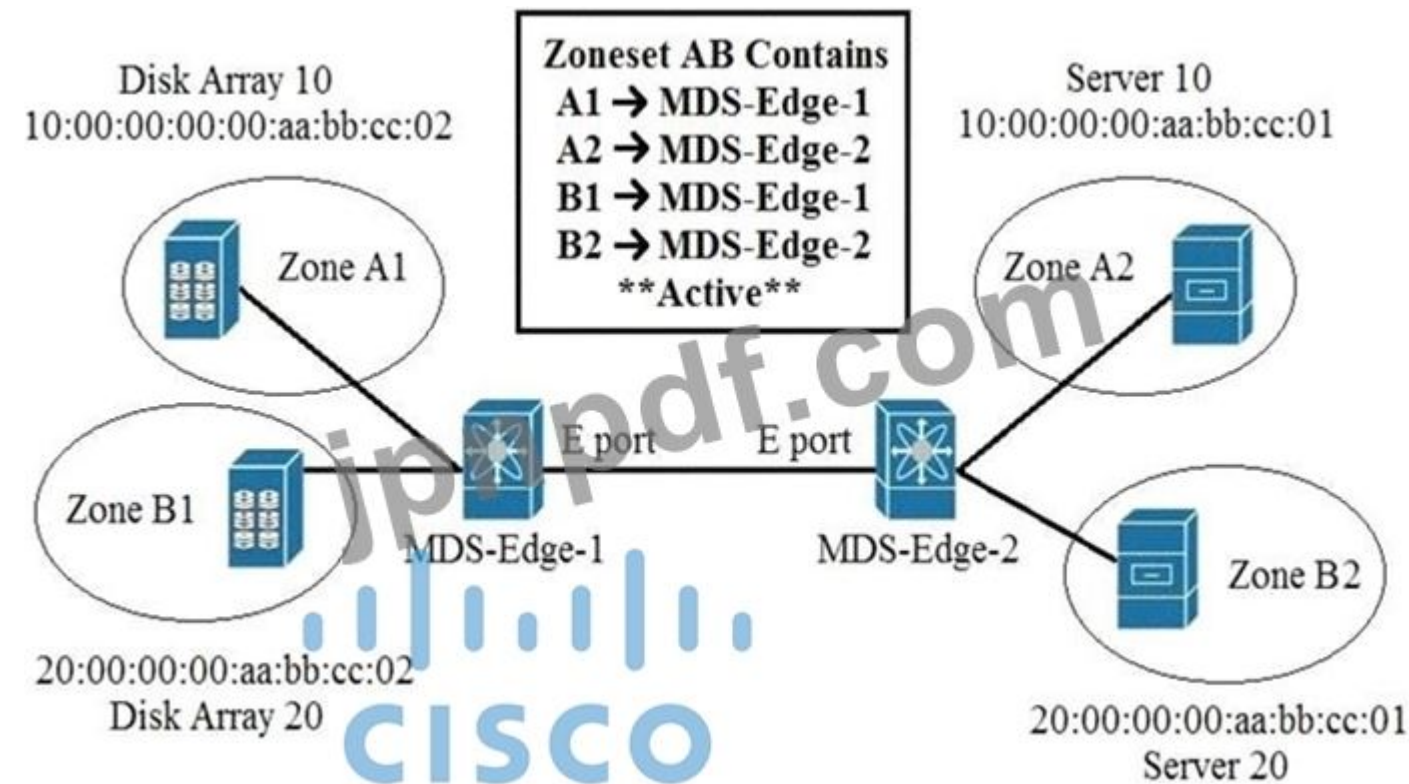 Zoneset AB Contains
A1 → MDS-Edge-1
A2 → MDS-Edge-2
B1 → MDS-Edge-1
B2 → MDS-Edge-2
**Active**
Disk Array 10
10:00:00:00:00:aa:bb:cc:02
Server 10
10:00:00:00:aa:bb:cc:01
Zone A1
Zone A2
E port
E port
Zone B1
MDS-Edge-1
MDS-Edge-2
Zone B2
20:00:00:00:aa:bb:cc:02
Disk Array 20
20:00:00:00:aa:bb:cc:01
Server 20
CISCO